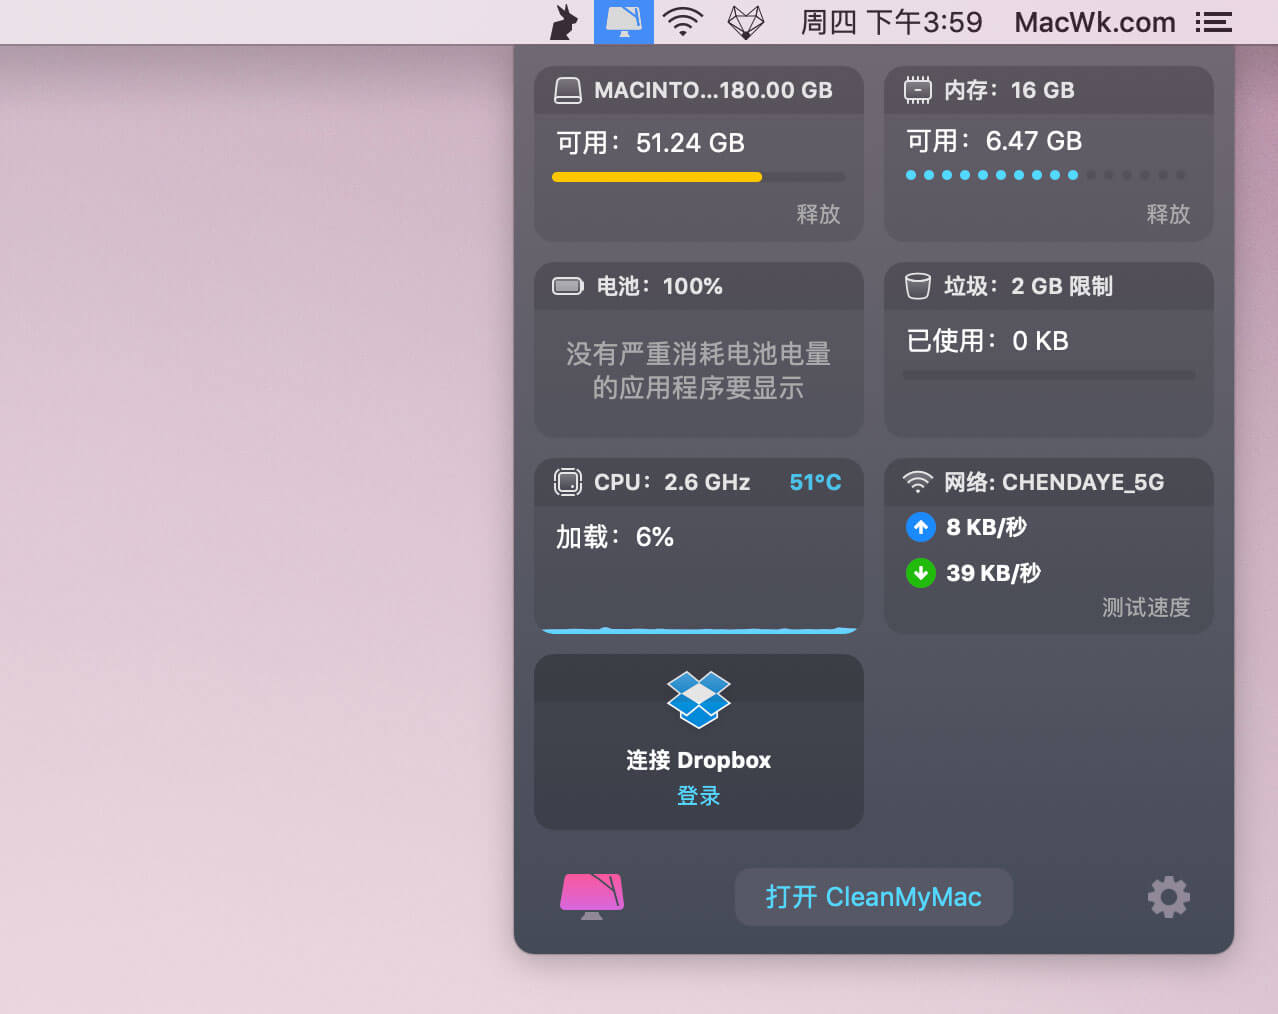 周四 下午3:59 MacWk.com
MACINTO...180.00 GB
可用：51.24 GB
释放
内存：16 GB
可用：6.47 GB
释放
电池：100%
没有严重消耗电池电量
的应用程序要显示
垃圾：2 GB 限制
已使用：0 KB
CPU：2.6 GHz 51°C
加载：6%
网络: CHENDAYE_5G
8 KB/秒
39 KB/秒
测试速度
连接 Dropbox
登录
打开 CleanMyMac